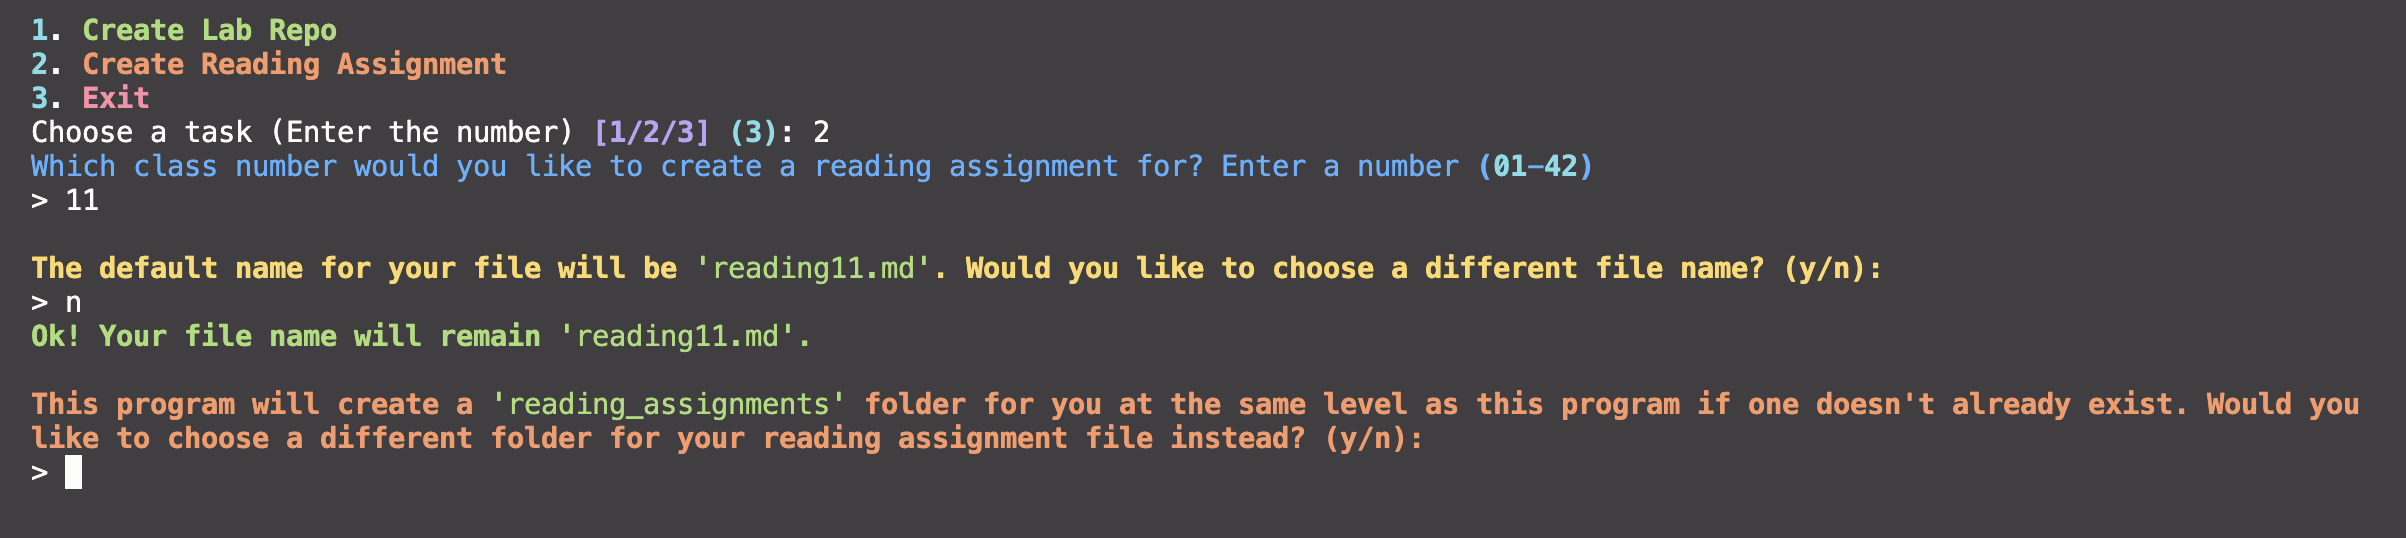 1. Create Lab Repo
2. Create Reading Assignment
3. Exit
Choose a task (Enter the number) [1/2/3] (3): 2
Which class number would you like to create a reading assignment for? Enter a number (01-42)
> 11
The default name for your file will be 'reading11.md'. Would you like to choose a different file name? (y/n):
> n
Ok! Your file name will remain 'reading11.md'.
This program will create a 'reading_assignments' folder for you at the same level as this program if one doesn't already exist. Would you
like to choose a different folder for your reading assignment file instead? (y/n):
>